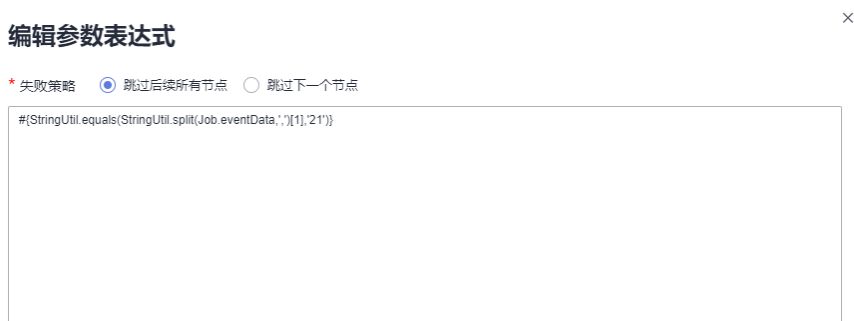 编辑参数表达式
* 失败策略 跳过后续所有节点 跳过下一个节点
#{StringUtil.equals(StringUtil.split(Job.eventData,',')[1],'21')}